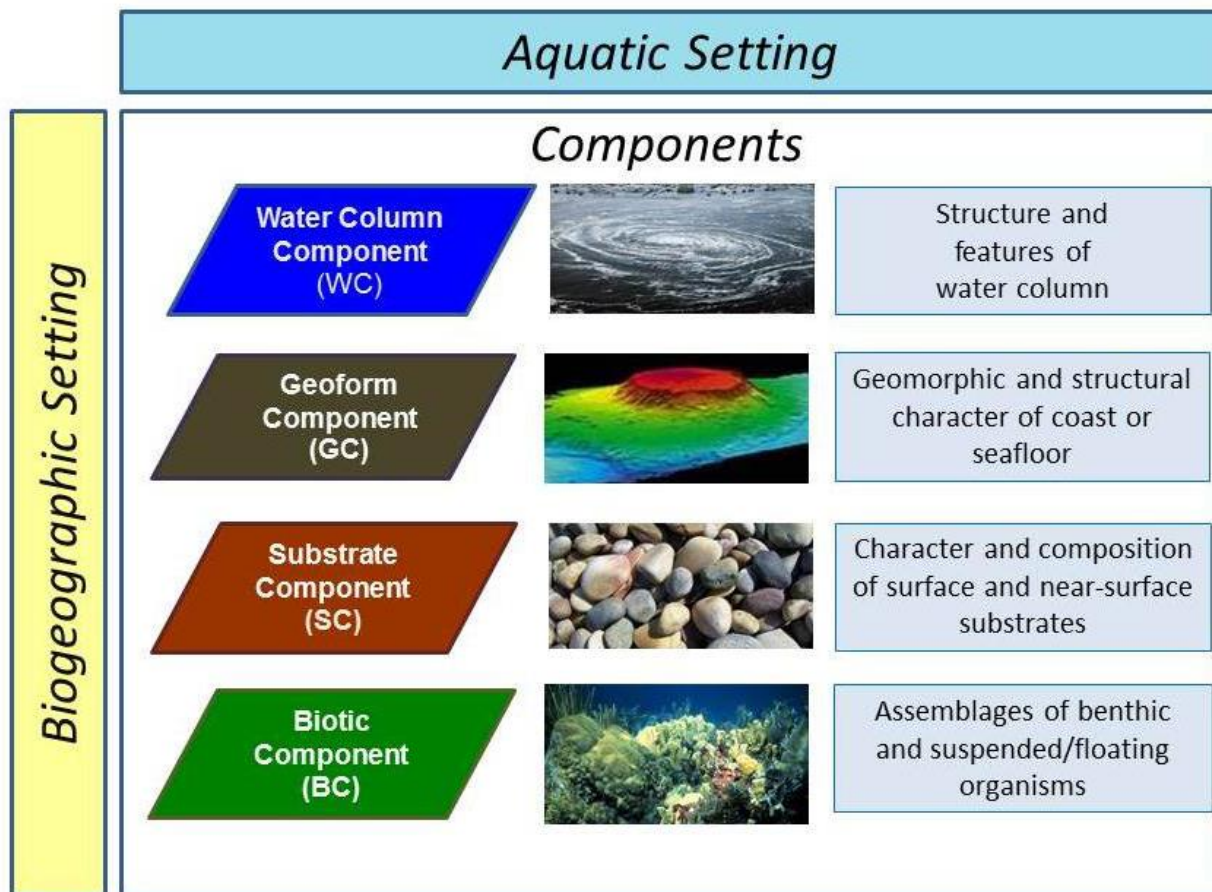 Aquatic Setting
Biogeographic Setting
Components
Water Column
Component
(WC)
Structure and
features of
water column
Geoform
Component
(GC)
Geomorphic and structural
character of coast or
seafloor
Substrate
Component
(SC)
Character and composition
of surface and near-surface
substrates
Biotic
Component
(BC)
Assemblages of benthic
and suspended/floating
organisms